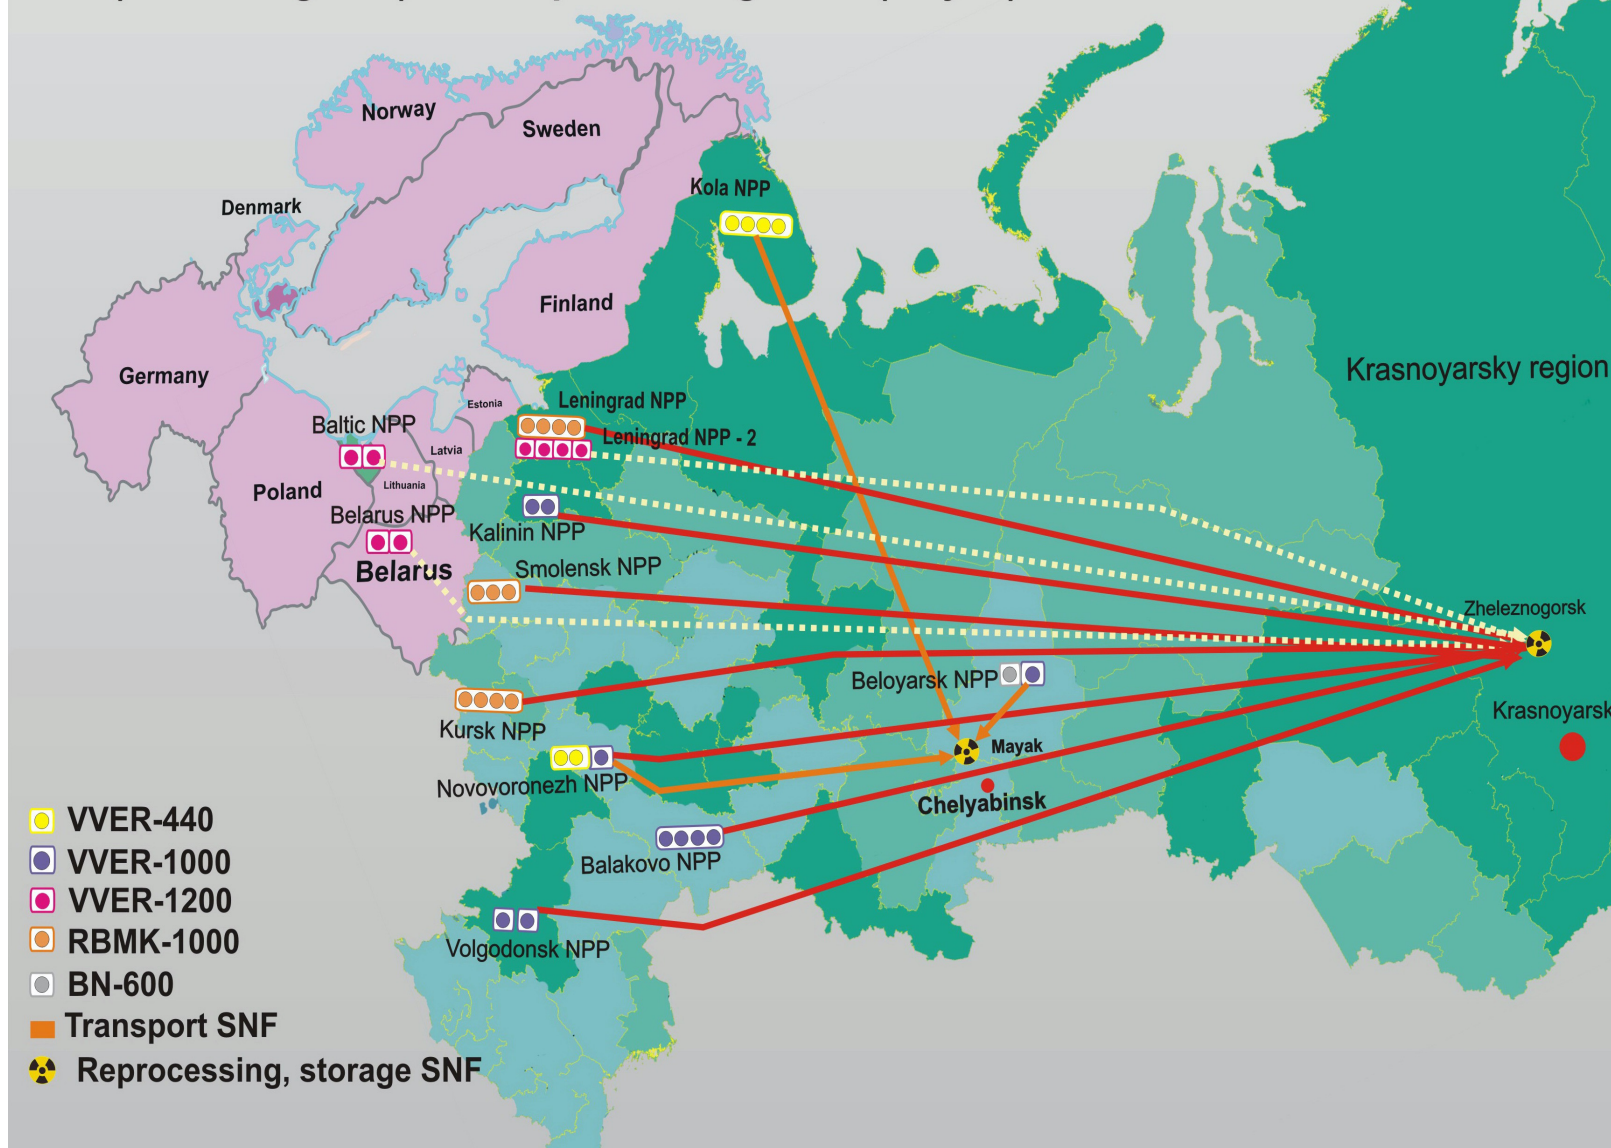 Norway
Sweden
Denmark
Kola NPP
Finland
Germany
Krasnoyarsky region
Estonia
Leningrad NPP
Baltic NPP
Leningrad NPP - 2
Latvia
Lithuania
Poland
Belarus NPP
Kalinin NPP
Belarus
Smolensk NPP
Zheleznogorsk
Beloyarsk NPP
Kursk NPP
Krasnoyarsk
Mayak
Novovoronezh NPP
Chelyabinsk
Balakovo NPP
Volgodonsk NPP
VVER-440
VVER-1000
VVER-1200
RBMK-1000
BN-600
Transport SNF
Reprocessing, storage SNF